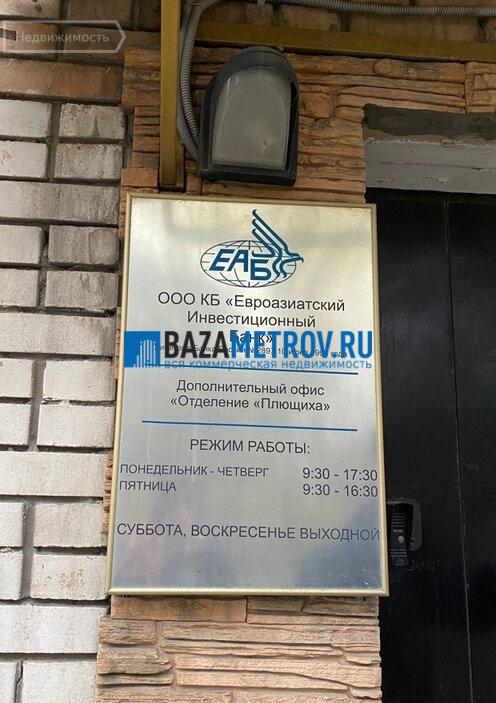 Недвижимость
ЕАБ
ООО КБ «Евроазиатский
Инвестиционный
Банк»
BAZAMETROV.RU
вся коммерческая недвижимость
Дополнительный офис
«Отделение «Плющиха»
РЕЖИМ РАБОТЫ:
ПОНЕДЕЛЬНИК - ЧЕТВЕРГ 9:30 - 17:30
ПЯТНИЦА 9:30 - 16:30
СУББОТА, ВОСКРЕСЕНЬЕ ВЫХОДНОЙ